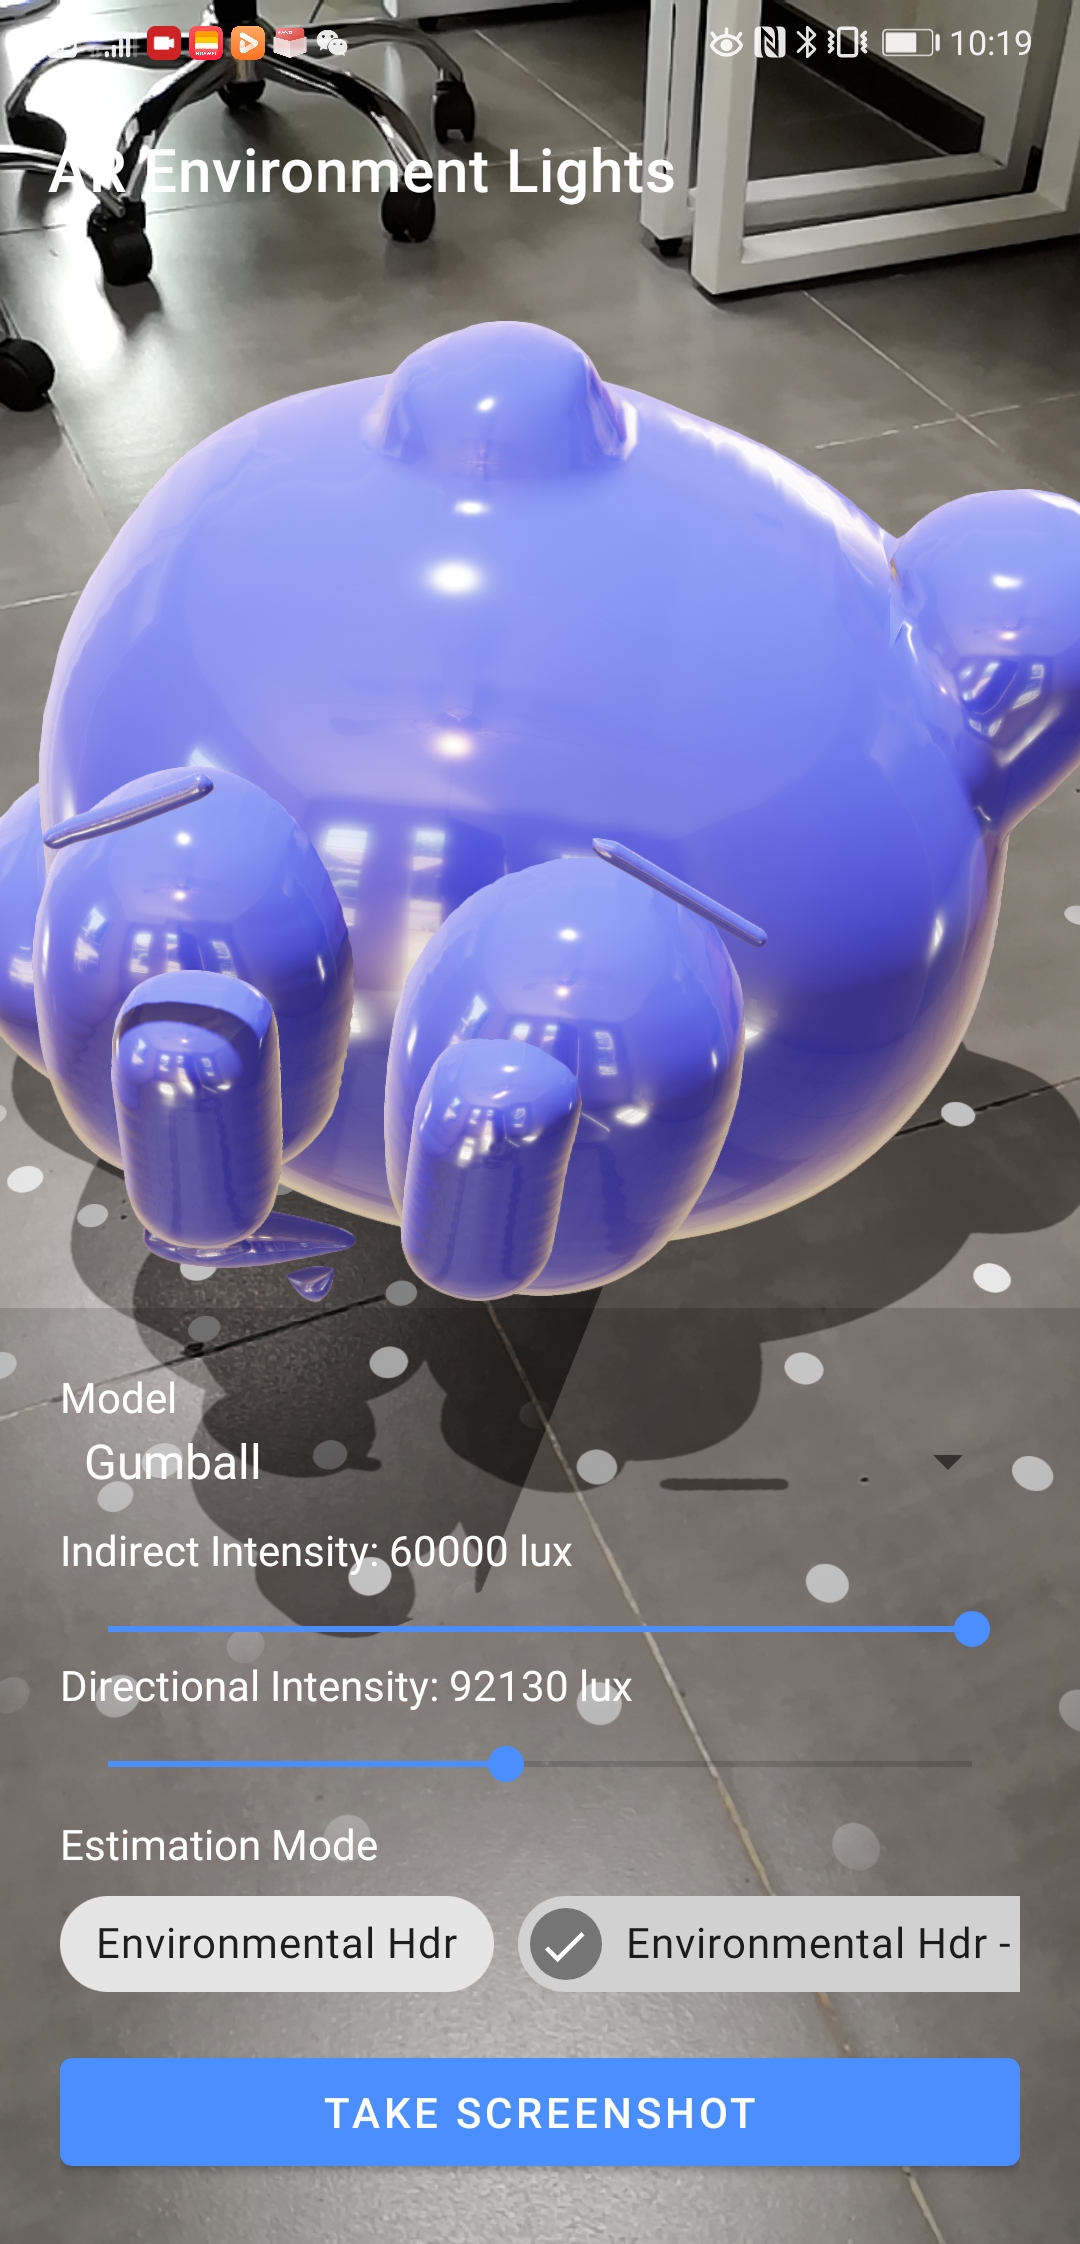 10:19
AR Environment Lights
Model
Gumball
Indirect Intensity: 60000 lux
Directional Intensity: 92130 lux
Estimation Mode
Environmental Hdr
Environmental Hdr -
TAKE SCREENSHOT